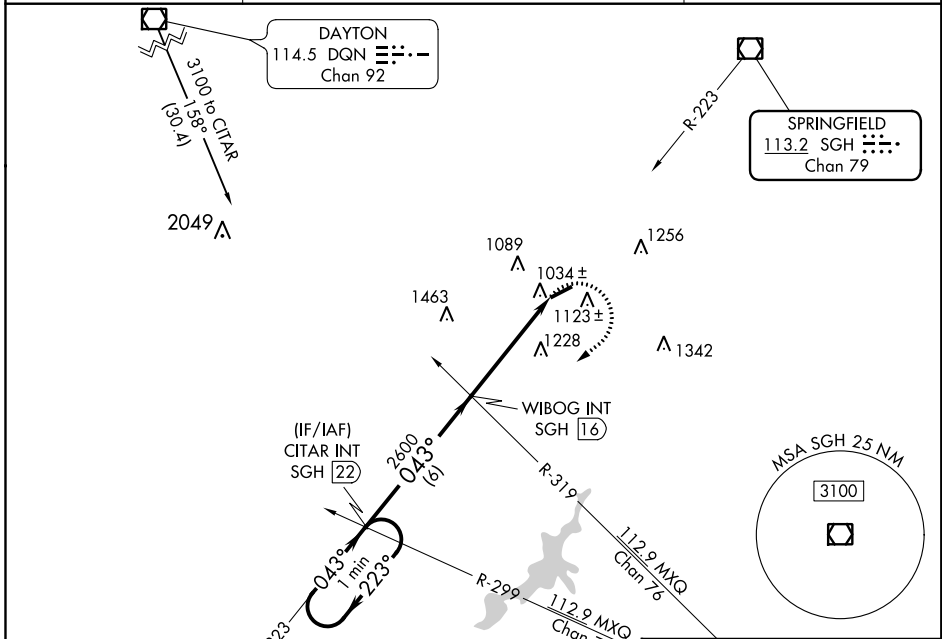 DAYTON
114.5 DQN
Chan 92
3100 to CITAR
158°
(30.4)
R-223
SPRINGFIELD
113.2 SGH
Chan 79
2049
1089
1256
1034 ±
1463
1123 ±
1228
1342
WIBOG INT
SGH 16
(IF/IAF)
CITAR INT
SGH 22
2600
043°
(6)
MSA SGH 25 NM
3100
R-319
112.9 MXQ
Chan 76
043°
1 min
223°
R-299
112.9 MXQ
Chan
223